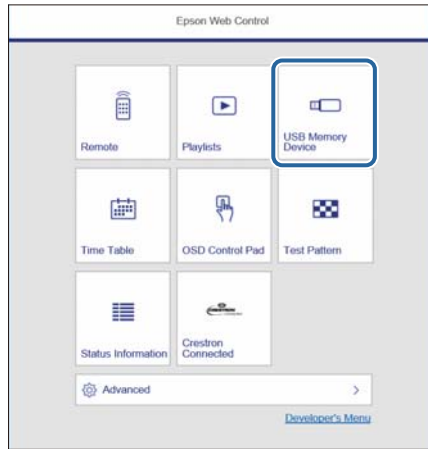 Epson Web Control
Remote
Playlists
USB Memory
Device
Time Table
OSD Control Pad
Test Pattern
Status Information
CRESTRON
Crestron
Connected
Advanced
Developer's Menu